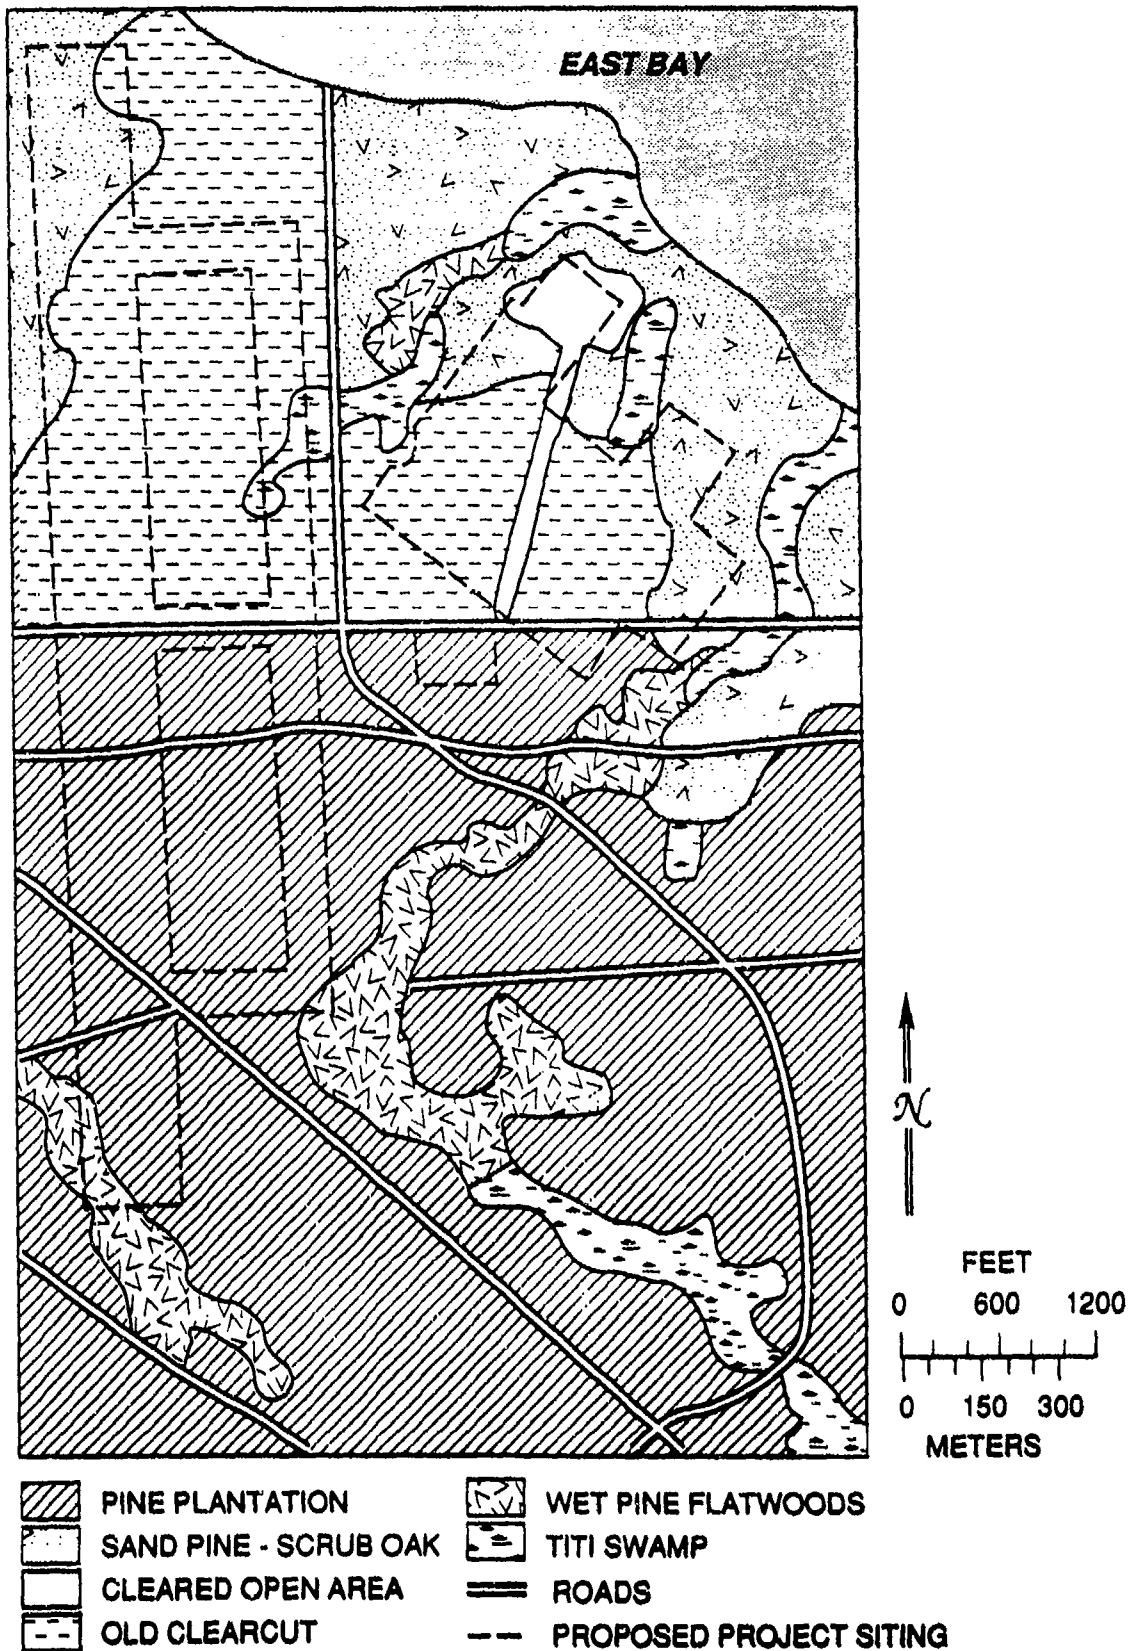 EAST BAY
N
FEET
0 600 1200
0 150 300
METERS
PINE PLANTATION
SAND PINE - SCRUB OAK
CLEARED OPEN AREA
OLD CLEARCUT
WET PINE FLATWOODS
TITI SWAMP
ROADS
PROPOSED PROJECT SITING